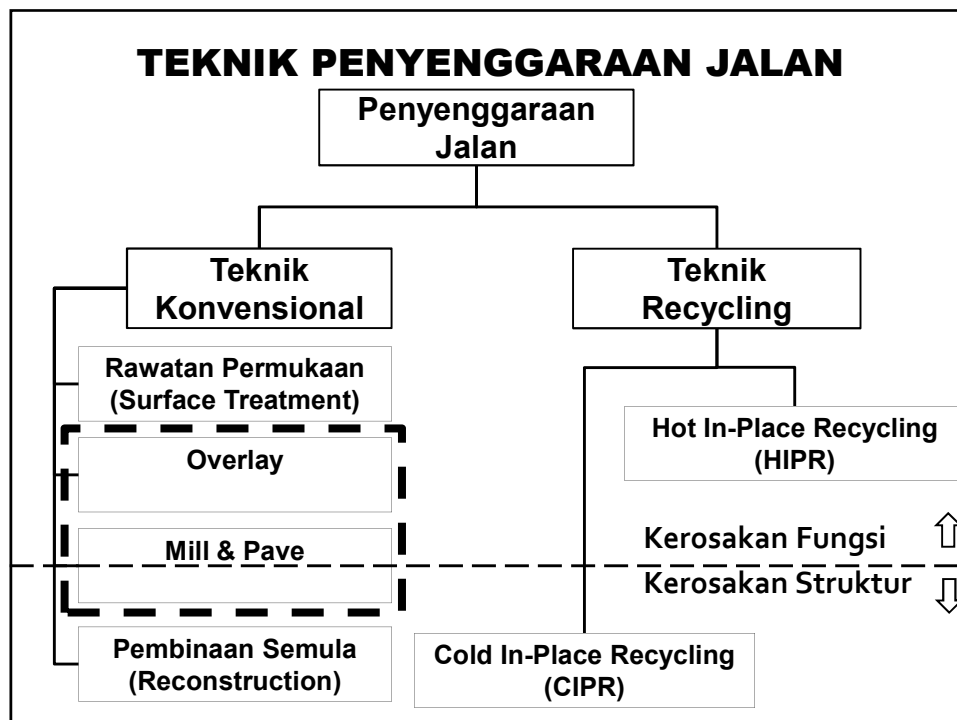 TEKNIK PENYENGGARAAN JALAN
Penyenggaraan
Jalan
Teknik
Konvensional
Teknik
Recycling
Rawatan Permukaan
(Surface Treatment)
Overlay
Mill & Pave
Pembinaan Semula
(Reconstruction)
Hot In-Place Recycling
(HIPR)
Kerosakan Fungsi
Kerosakan Struktur
Cold In-Place Recycling
(CIPR)